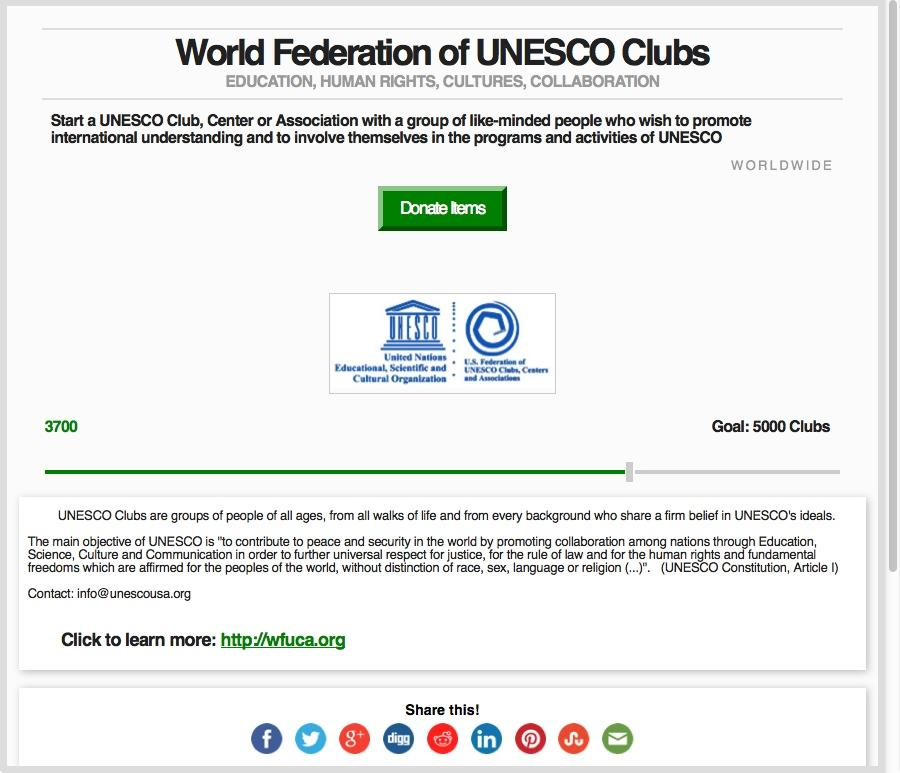 World Federation of UNESCO Clubs
EDUCATION, HUMAN RIGHTS, CULTURES, COLLABORATION
Start a UNESCO Club, Center or Association with a group of like-minded people who wish to promote
international understanding and to involve themselves in the programs and activities of UNESCO
WORLDWIDE
Donate Items
UNESCO
United Nations
Educational, Scientific and
Cultural Organization
U.S. Federation of
UNESCO Clubs, Centers
and Associations
3700
Goal: 5000 Clubs
UNESCO Clubs are groups of people of all ages, from all walks of life and from every background who share a firm belief in UNESCO's ideals.
The main objective of UNESCO is "to contribute to peace and security in the world by promoting collaboration among nations through Education,
Science, Culture and Communication in order to further universal respect for justice, for the rule of law and for the human rights and fundamental
freedoms which are affirmed for the peoples of the world, without distinction of race, sex, language or religion (...)". (UNESCO Constitution, Article I)
Contact: info@unescousa.org
Click to learn more: http://wfuca.org
Share this!
f g+ digg in